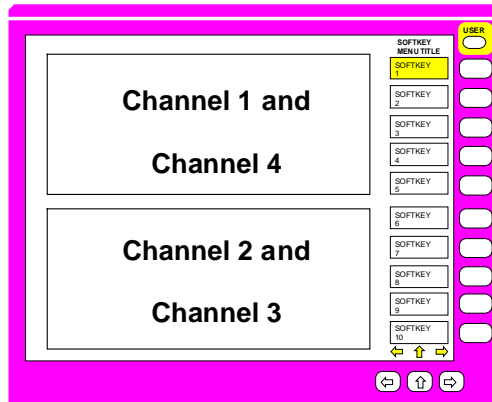 USER
SOFTKEY
MENU TITLE
SOFTKEY
1
SOFTKEY
2
SOFTKEY
3
SOFTKEY
4
SOFTKEY
5
SOFTKEY
6
SOFTKEY
7
SOFTKEY
8
SOFTKEY
9
SOFTKEY
10
Channel 1 and
Channel 4
Channel 2 and
Channel 3